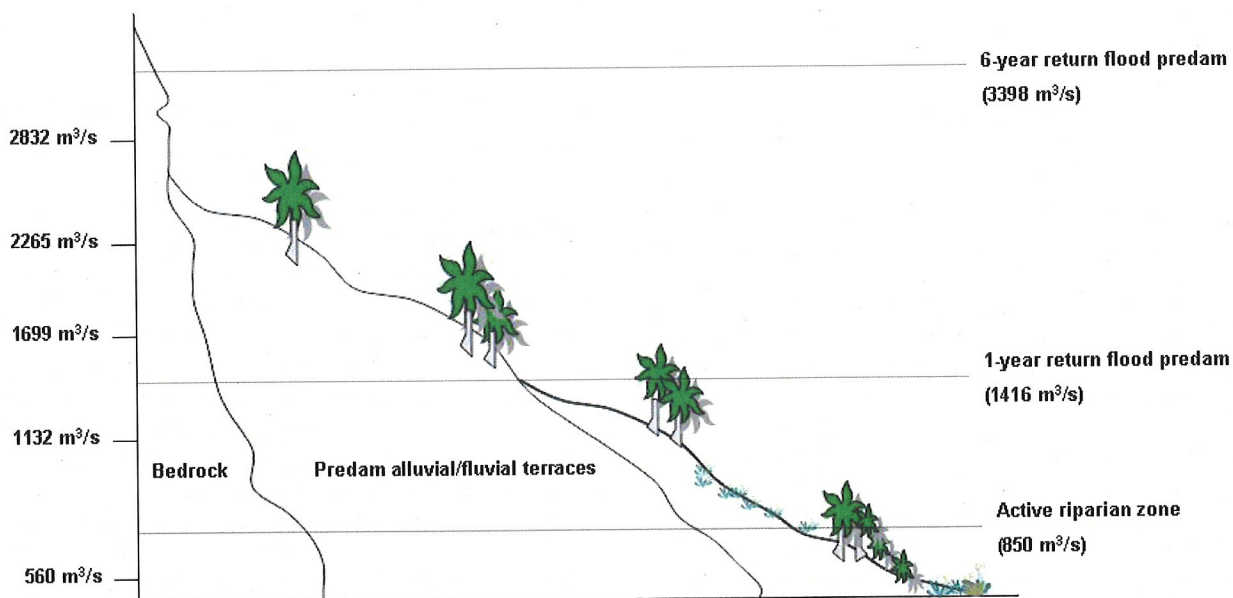 6-year return flood predam
(3398 m³/s)
2832 m³/s
2265 m³/s
1699 m³/s
1-year return flood predam
(1416 m³/s)
1132 m³/s
Bedrock
Predam alluvial/fluvial terraces
Active riparian zone
(850 m³/s)
560 m³/s